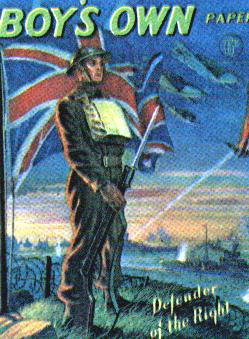 BOY'S OWN PAPER
Defender
of the Right